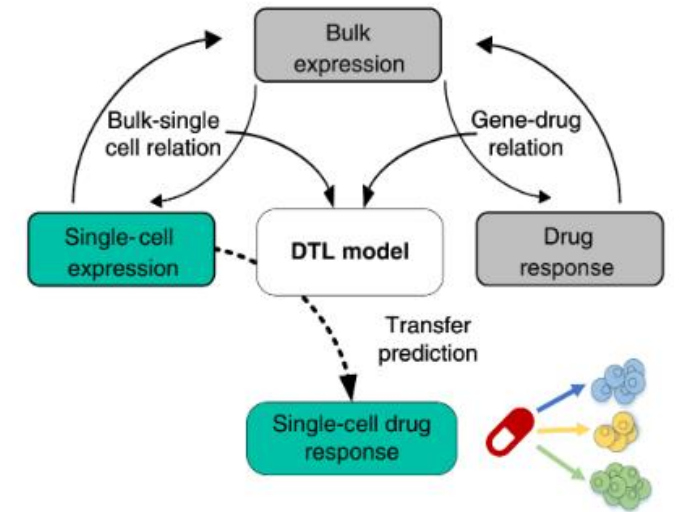 Bulk
expression
Bulk-single
cell relation
Gene-drug
relation
Single-cell
expression
DTL model
Drug
response
Transfer
prediction
Single-cell drug
response